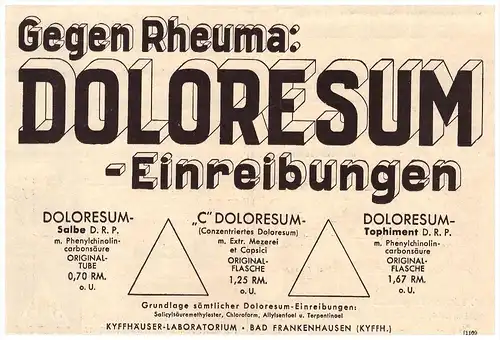 Gegen Rheuma:
DOLORESUM
-Einreibungen
DOLORESUM-
Salbe D. R. P.
m. Phenylchinolin-
carbonsäure
ORIGINAL-
TUBE
0,70 RM.
o. U.
„C" DOLORESUM-
(Conzentriertes Doloresum)
m. Extr. Mezerei
et Capsici
ORIGINAL-
FLASCHE
1,25 RM.
o. U.
DOLORESUM-
Tophiment D. R. P.
m. Phenylchinolin-
carbonsäure
ORIGINAL-
FLASCHE
1,67 RM.
o. U.
Grundlage sämtlicher Doloresum-Einreibungen:
Salicylsäuremethylester, Chloroform, Allylsenfoel u. Terpentinoel
KYFFHÄUSER-LABORATORIUM • BAD FRANKENHAUSEN (KYFFH.)
(1109)